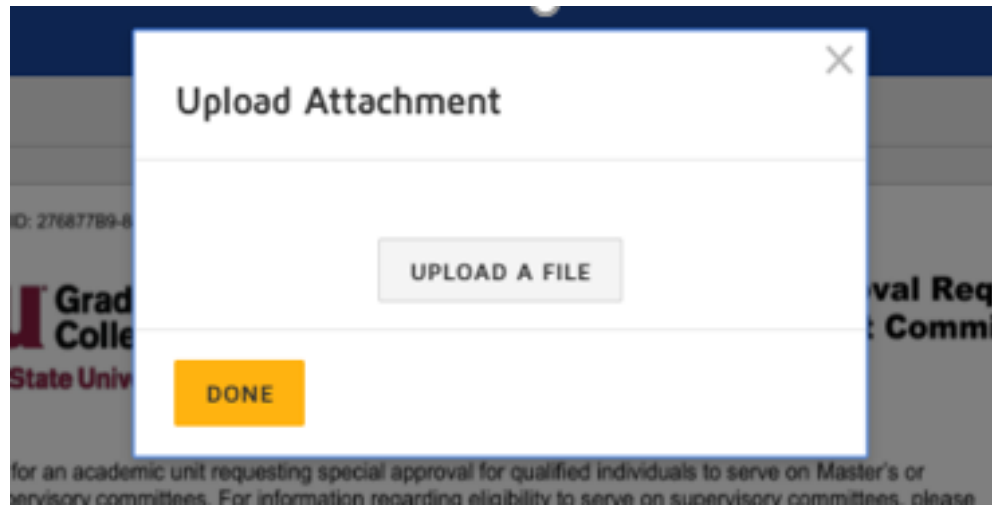 Upload Attachment
ID: 276877B9-8
UPLOAD A FILE
Grad
Colle
State Univ
val Req
t Commi
DONE
for an academic unit requesting special approval for qualified individuals to serve on Master's or
pervisory committees. For information regarding eligibility to serve on supervisory committees, please